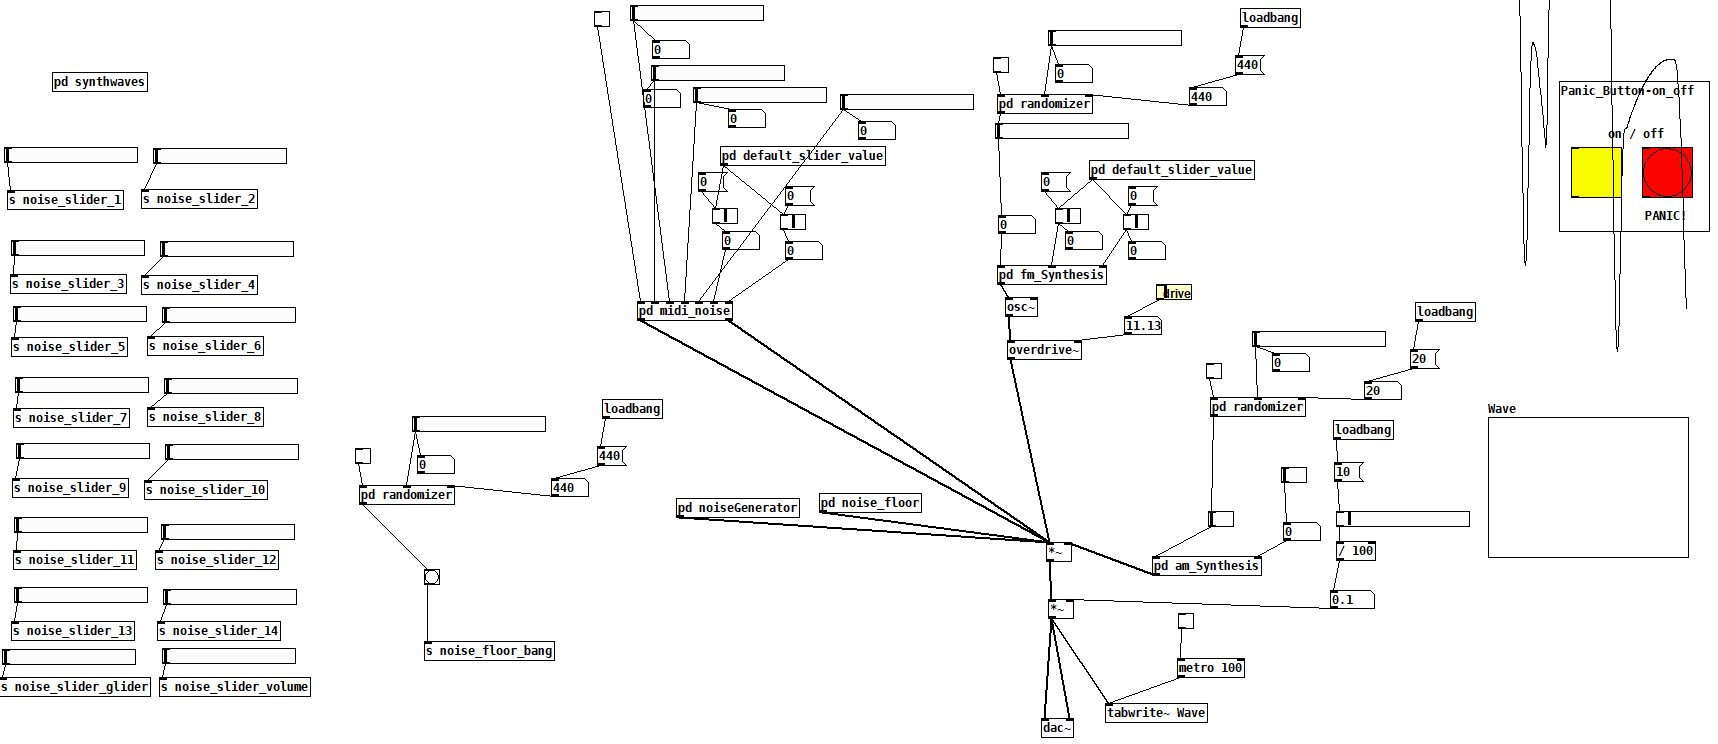 pd synthwaves
s noise_slider_1
s noise_slider_2
s noise_slider_3
s noise_slider_4
s noise_slider_5
s noise_slider_6
s noise_slider_7
s noise_slider_8
s noise_slider_9
s noise_slider_10
s noise_slider_11
s noise_slider_12
s noise_slider_13
s noise_slider_14
s noise_slider_glider
s noise_slider_volume
0
pd randomizer
loadbang
440
440
s noise_floor_bang
0
0
0
0
pd default_slider_value
0
0
0
0
pd midi_noise
pd noiseGenerator
pd noise_floor
loadbang
440
440
0
pd randomizer
pd default_slider_value
0
0
0
0
0
pd fm_Synthesis
osc~
drive
11.13
overdrive~
loadbang
20
20
0
pd randomizer
0
pd am_Synthesis
loadbang
10
/ 100
0.1
*~
*~
metro 100
tabwrite~ Wave
dac~
Panic_Button-on_off
on / off
PANIC!
Wave